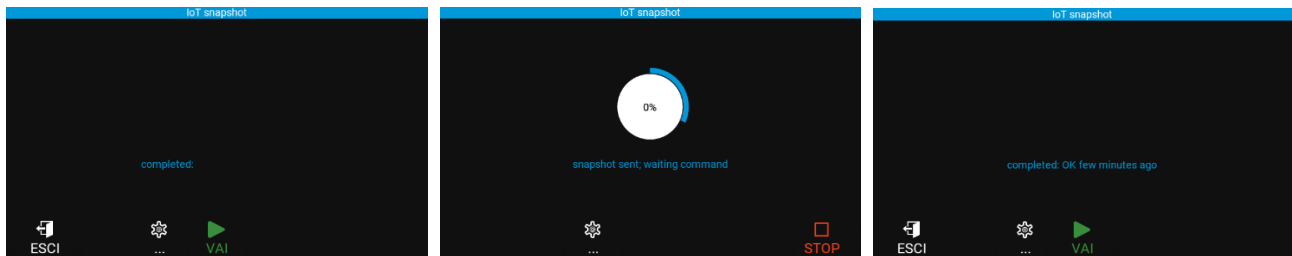 IoT snapshot
completed:
ESCI
...
VAI
IoT snapshot
0%
snapshot sent; waiting command
...
STOP
IoT snapshot
completed: OK few minutes ago
ESCI
...
VAI